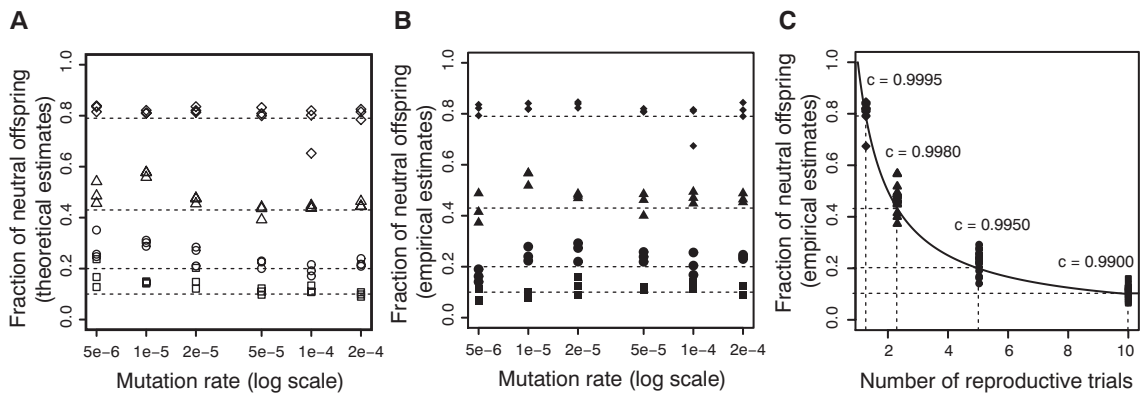 A
Fraction of neutral offspring
(theoretical estimates)
0.0
0.2
0.4
0.6
0.8
1.0
5e-6
1e-5
2e-5
5e-5
1e-4
2e-4
Mutation rate (log scale)
B
Fraction of neutral offspring
(empirical estimates)
0.0
0.2
0.4
0.6
0.8
1.0
5e-6
1e-5
2e-5
5e-5
1e-4
2e-4
Mutation rate (log scale)
C
Fraction of neutral offspring
(empirical estimates)
0.0
0.2
0.4
0.6
0.8
1.0
c = 0.9995
c = 0.9980
c = 0.9950
c = 0.9900
2
4
6
8
10
Number of reproductive trials